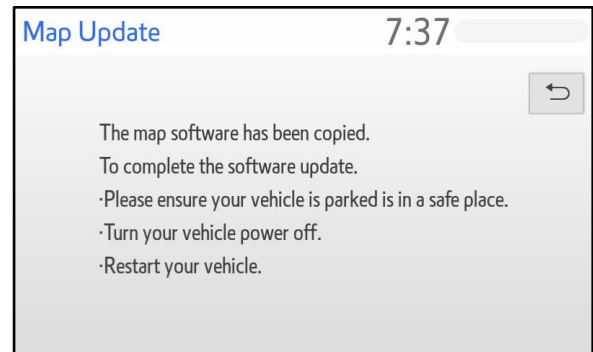 Map Update 7:37
The map software has been copied.
To complete the software update.
·Please ensure your vehicle is parked is in a safe place.
·Turn your vehicle power off.
·Restart your vehicle.